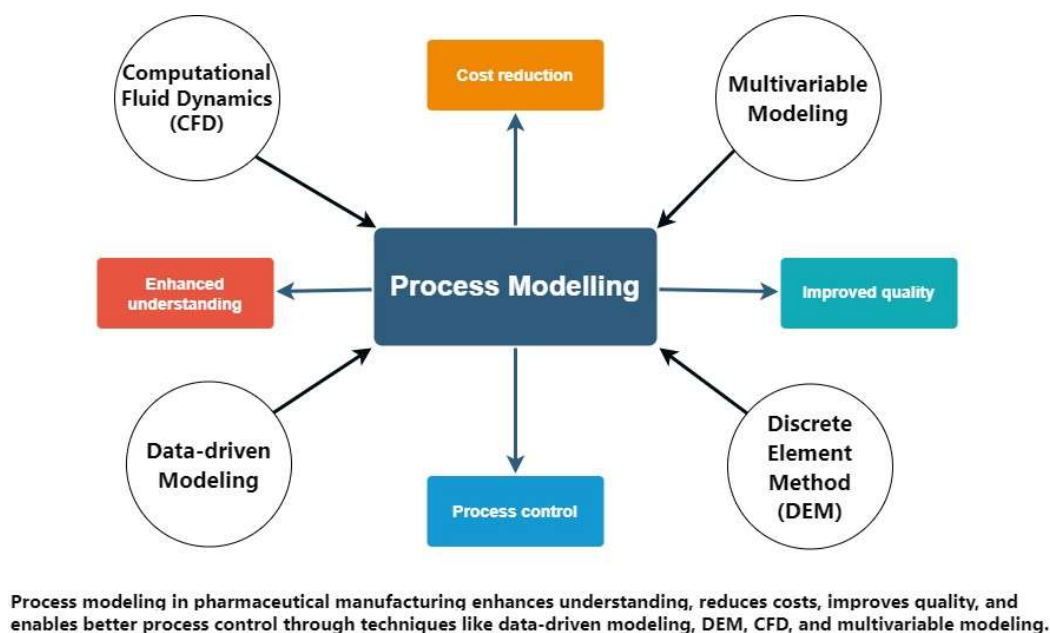 Computational
Fluid Dynamics
(CFD)
Cost reduction
Multivariable
Modeling
Process Modelling
Enhanced
understanding
Improved quality
Data-driven
Modeling
Process control
Discrete
Element
Method
(DEM)
Process modeling in pharmaceutical manufacturing enhances understanding, reduces costs, improves quality, and
enables better process control through techniques like data-driven modeling, DEM, CFD, and multivariable modeling.